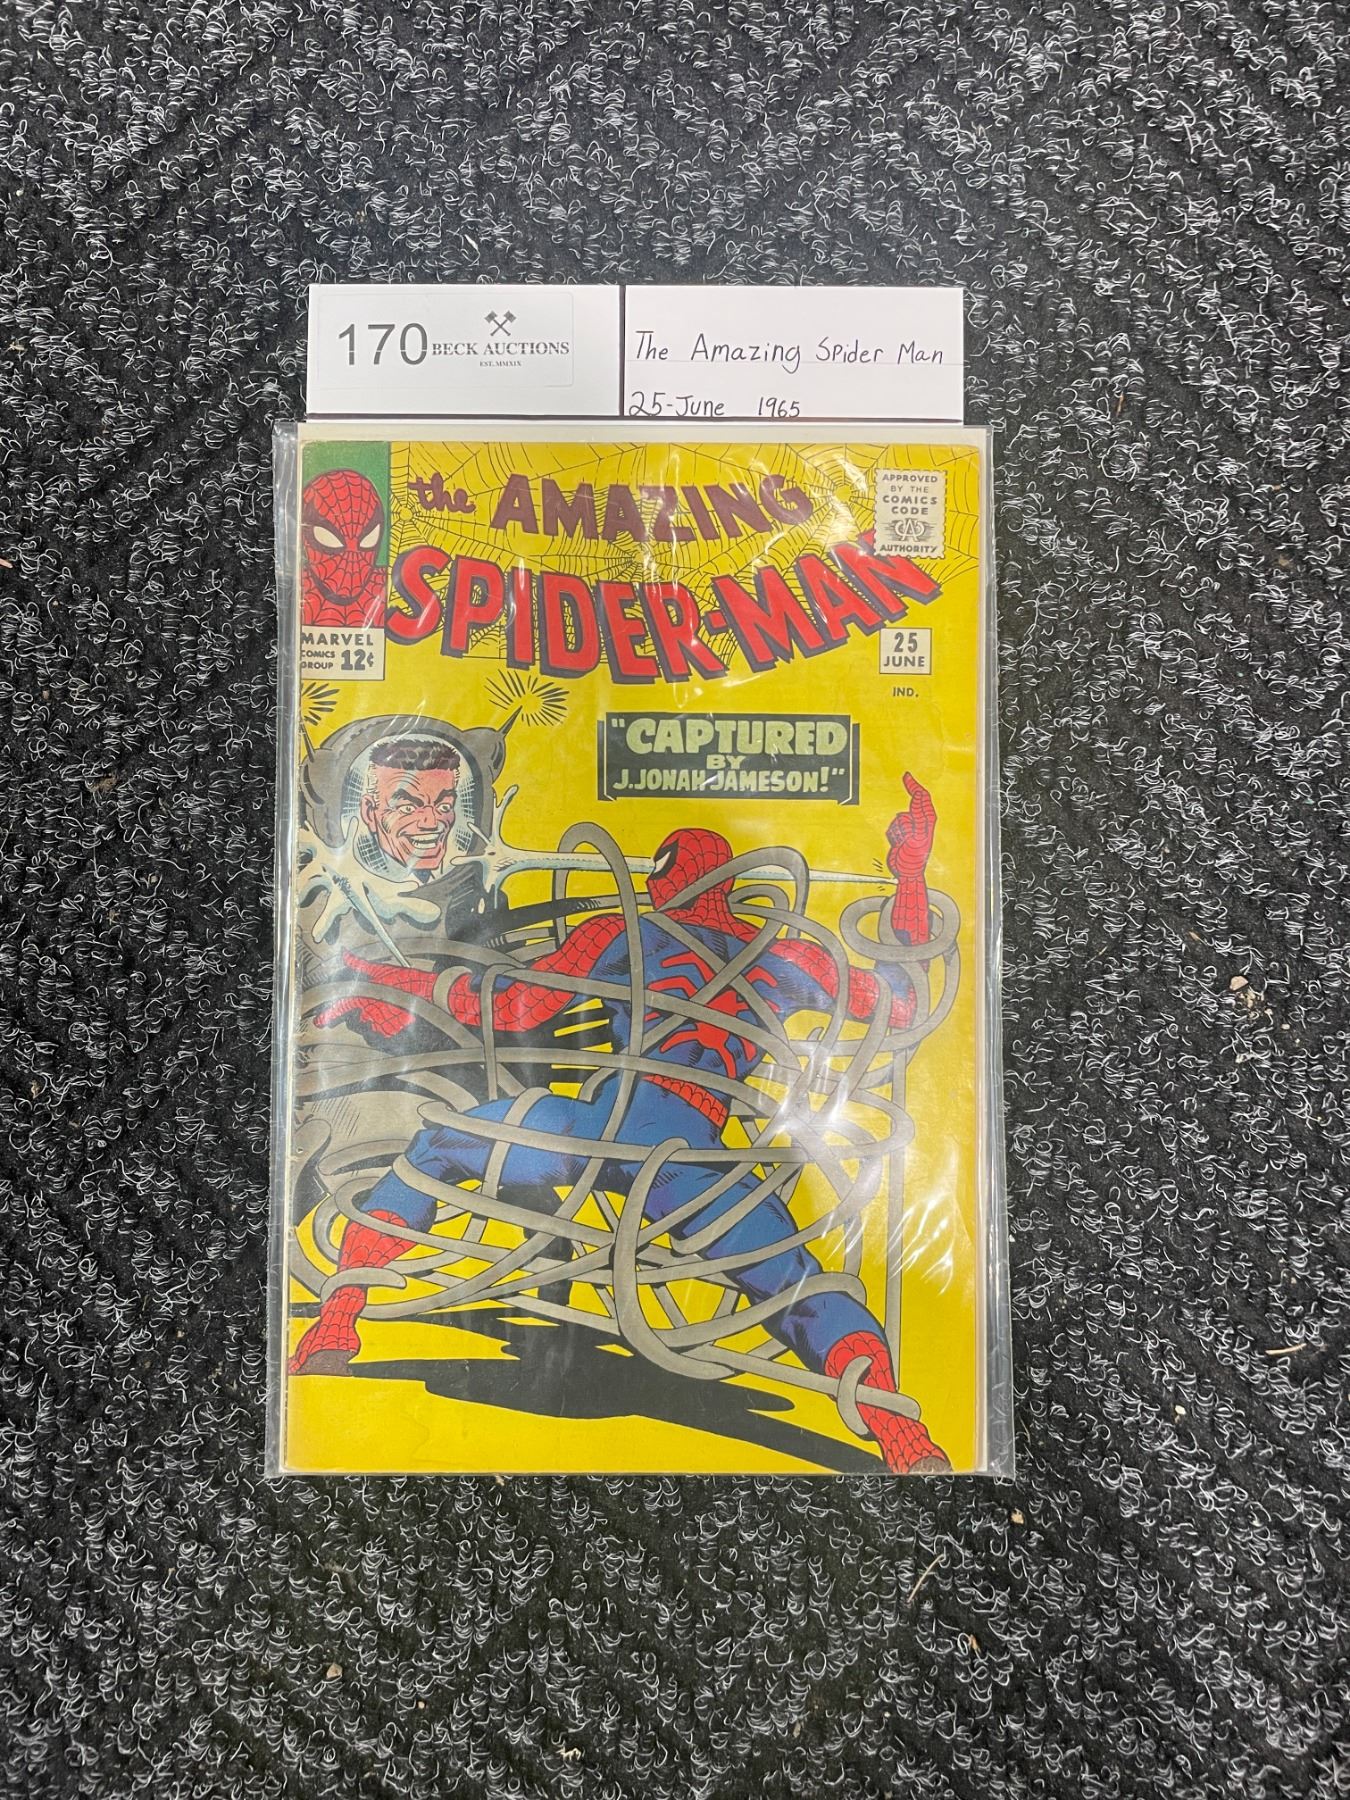 170
BECK AUCTIONS
EST. MMXIX
The Amazing Spider Man
25-June 1965
the AMAZING
SPIDER-MAN
APPROVED
BY THE
COMICS
CODE
CA
AUTHORITY
MARVEL
COMICS
GROUP 12¢
25
JUNE
IND.
"CAPTURED
BY
J. JONAH JAMESON!"